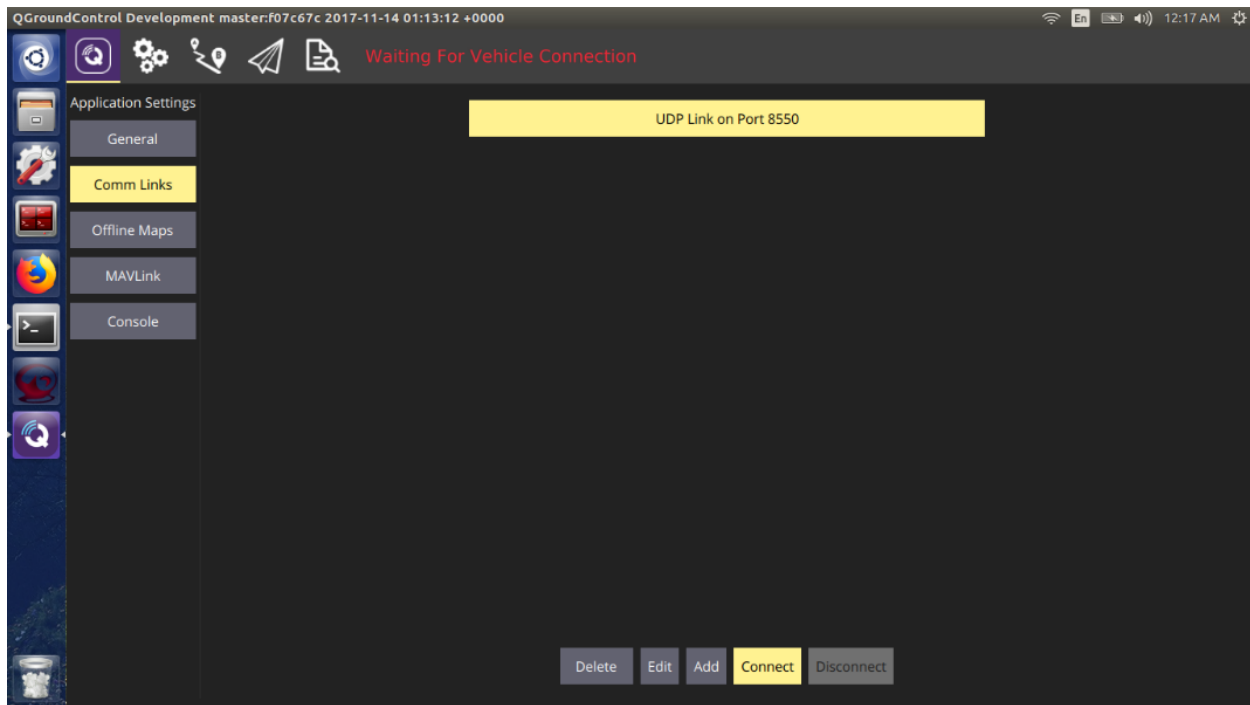 QGroundControl Development master:f07c67c 2017-11-14 01:13:12 +0000
En
12:17 AM
Waiting For Vehicle Connection
Application Settings
General
Comm Links
Offline Maps
MAVLink
Console
UDP Link on Port 8550
Delete Edit Add Connect Disconnect